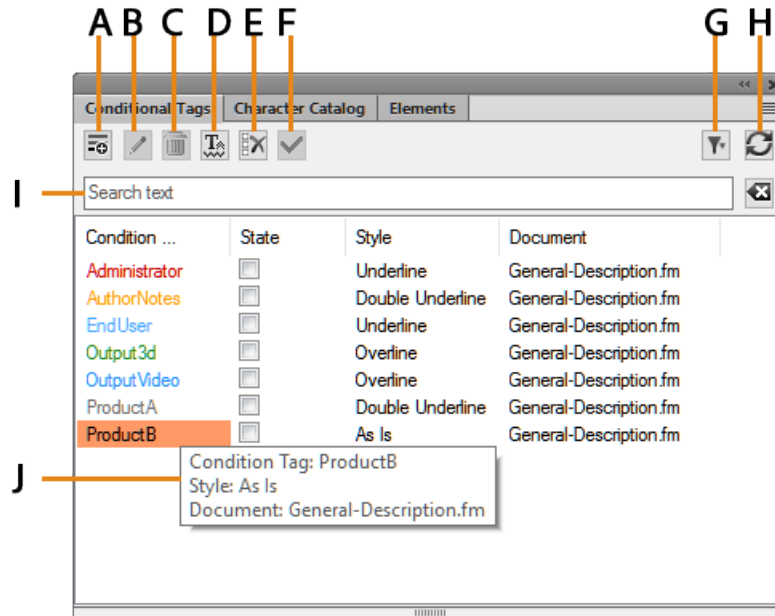 A B C D E F G H
Conditional Tags Character Catalog Elements
I Search text
Condition ... State Style Document
Administrator Underline General-Description.fm
AuthorNotes Double Underline General-Description.fm
EndUser Underline General-Description.fm
Output3d Overline General-Description.fm
OutputVideo Overline General-Description.fm
ProductA Double Underline General-Description.fm
ProductB As Is General-Description.fm
Condition Tag: ProductB
J Style: As Is
Document: General-Description.fm